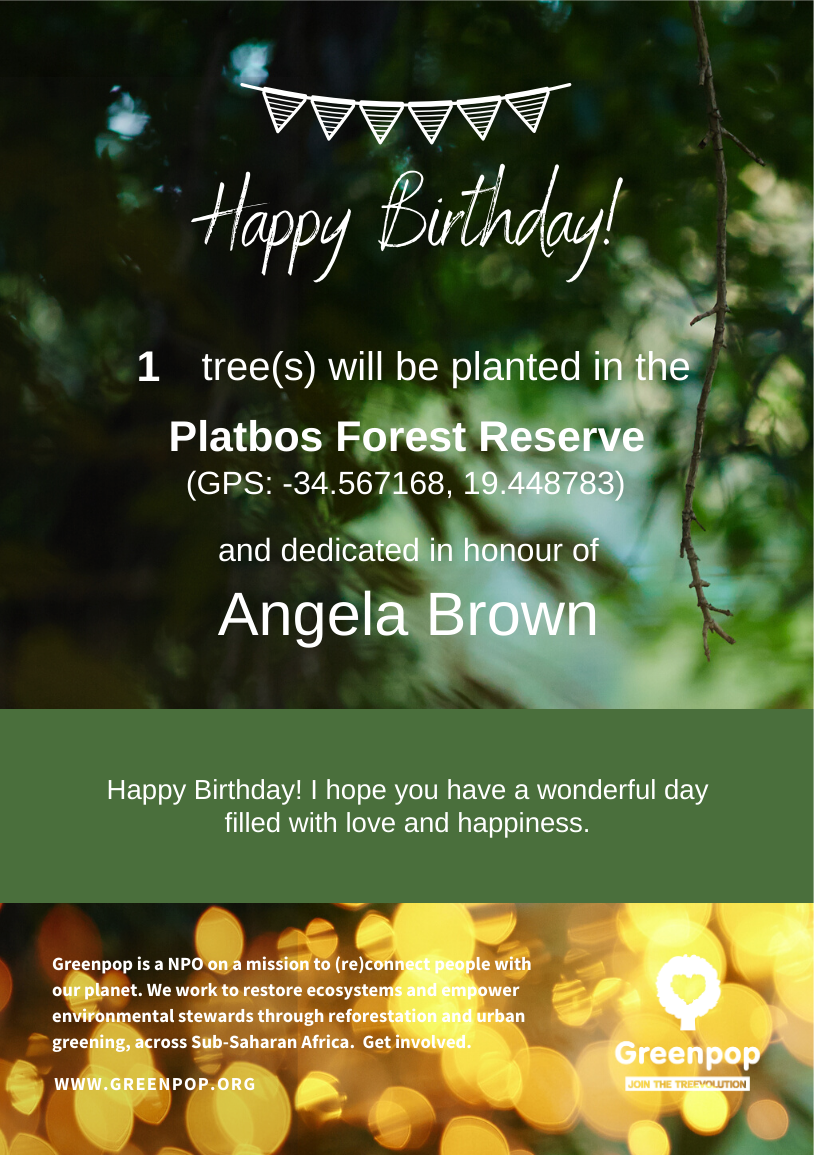 Happy Birthday!
1 tree(s) will be planted in the
Platbos Forest Reserve
(GPS: -34.567168, 19.448783)
and dedicated in honour of
Angela Brown
Happy Birthday! I hope you have a wonderful day
filled with love and happiness.
Greenpop is a NPO on a mission to (re)connect people with
our planet. We work to restore ecosystems and empower
environmental stewards through reforestation and urban
greening, across Sub-Saharan Africa.  Get involved.
WWW.GREENPOP.ORG
Greenpop
JOIN THE TREEVOLUTION